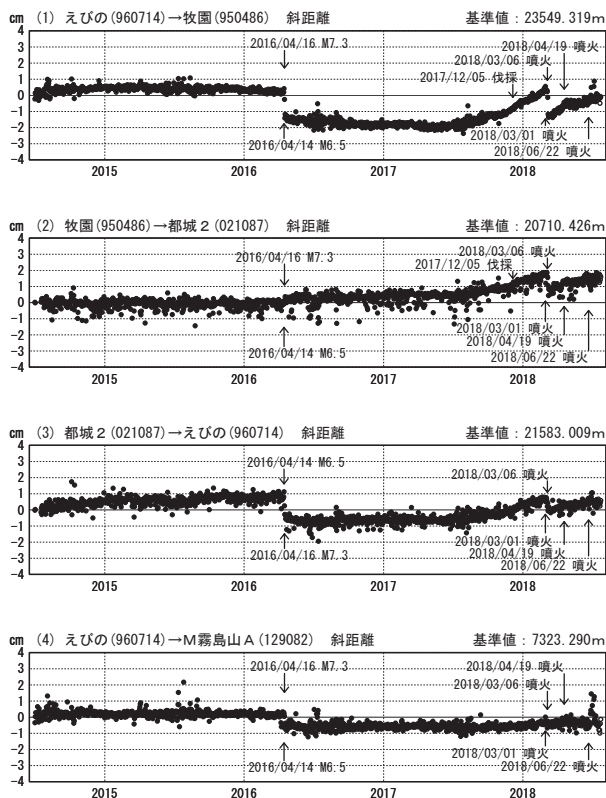 (1) えびの(960714)→牧園(950486) 斜距離 基準値：23549.319m
cm
4
3
2
1
0
-1
-2
-3
-4
2016/04/16 M7.3
2018/04/19 噴火
2018/03/06 噴火
2017/12/05 伐採
2016/04/14 M6.5
2018/03/01 噴火
2018/06/22 噴火
2015 2016 2017 2018
(2) 牧園(950486)→都城２(021087) 斜距離 基準値：20710.426m
cm
4
3
2
1
0
-1
-2
-3
-4
2016/04/16 M7.3
2018/03/06 噴火
2017/12/05 伐採
2016/04/14 M6.5
2018/03/01 噴火
2018/04/19 噴火
2018/06/22 噴火
2015 2016 2017 2018
(3) 都城２(021087)→えびの(960714) 斜距離 基準値：21583.009m
cm
4
3
2
1
0
-1
-2
-3
-4
2016/04/14 M6.5
2018/03/06 噴火
2016/04/16 M7.3
2018/03/01 噴火
2018/04/19 噴火
2018/06/22 噴火
2015 2016 2017 2018
(4) えびの(960714)→Ｍ霧島山Ａ(129082) 斜距離 基準値：7323.290m
cm
4
3
2
1
0
-1
-2
-3
-4
2016/04/16 M7.3
2018/04/19 噴火
2018/03/06 噴火
2016/04/14 M6.5
2018/03/01 噴火
2018/06/22 噴火
2015 2016 2017 2018